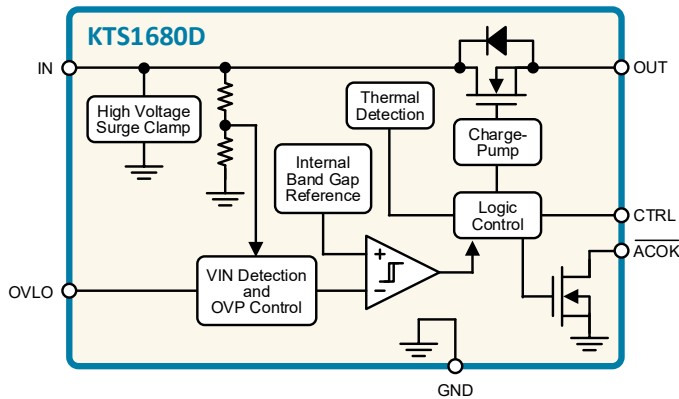 KTS1680D
IN
OUT
High Voltage
Surge Clamp
Thermal
Detection
Charge-
Pump
Internal
Band Gap
Reference
Logic
Control
CTRL
ACOK
+
VIN Detection
and
OVP Control
−
OVLO
GND